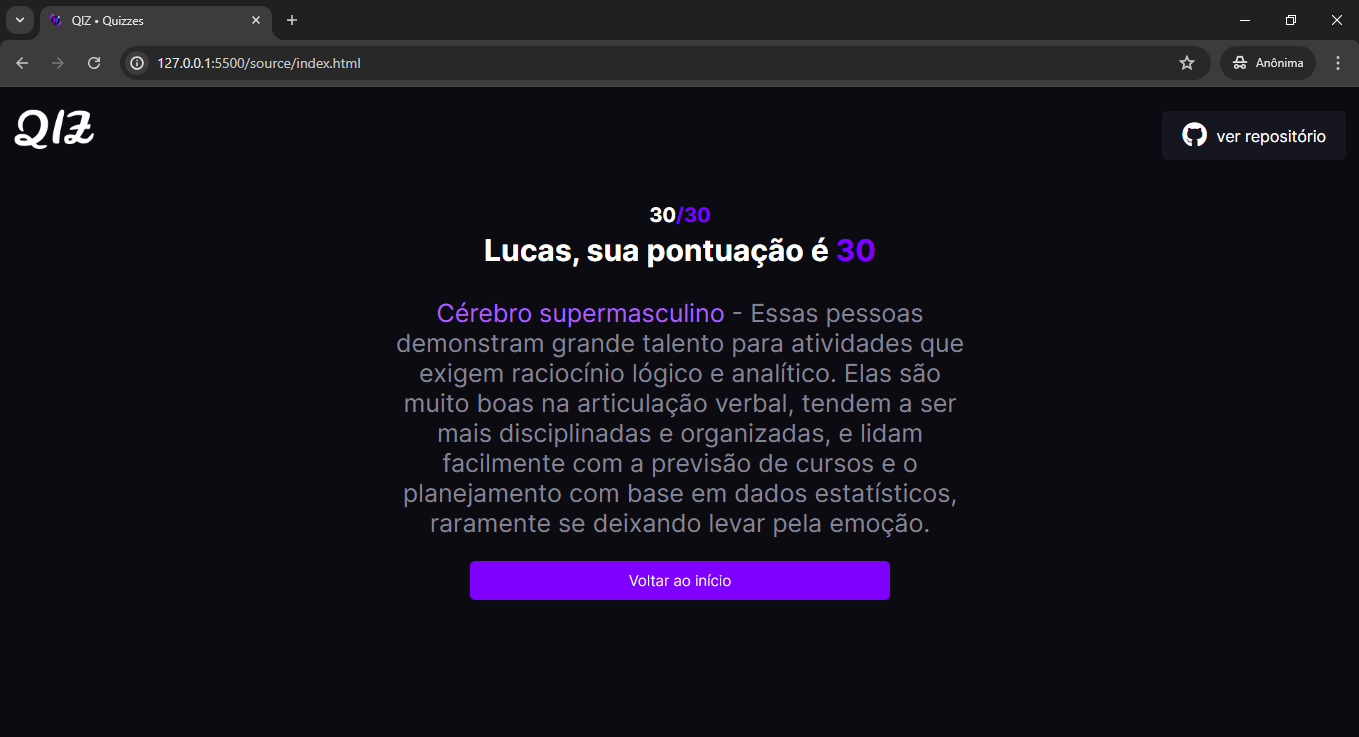 QIZ • Quizzes
127.0.0.1:5500/source/index.html
Anônima
QIZ
ver repositório
30/30
Lucas, sua pontuação é 30
Cérebro supermasculino - Essas pessoas
demonstram grande talento para atividades que
exigem raciocínio lógico e analítico. Elas são
muito boas na articulação verbal, tendem a ser
mais disciplinadas e organizadas, e lidam
facilmente com a previsão de cursos e o
planejamento com base em dados estatísticos,
raramente se deixando levar pela emoção.
Voltar ao início